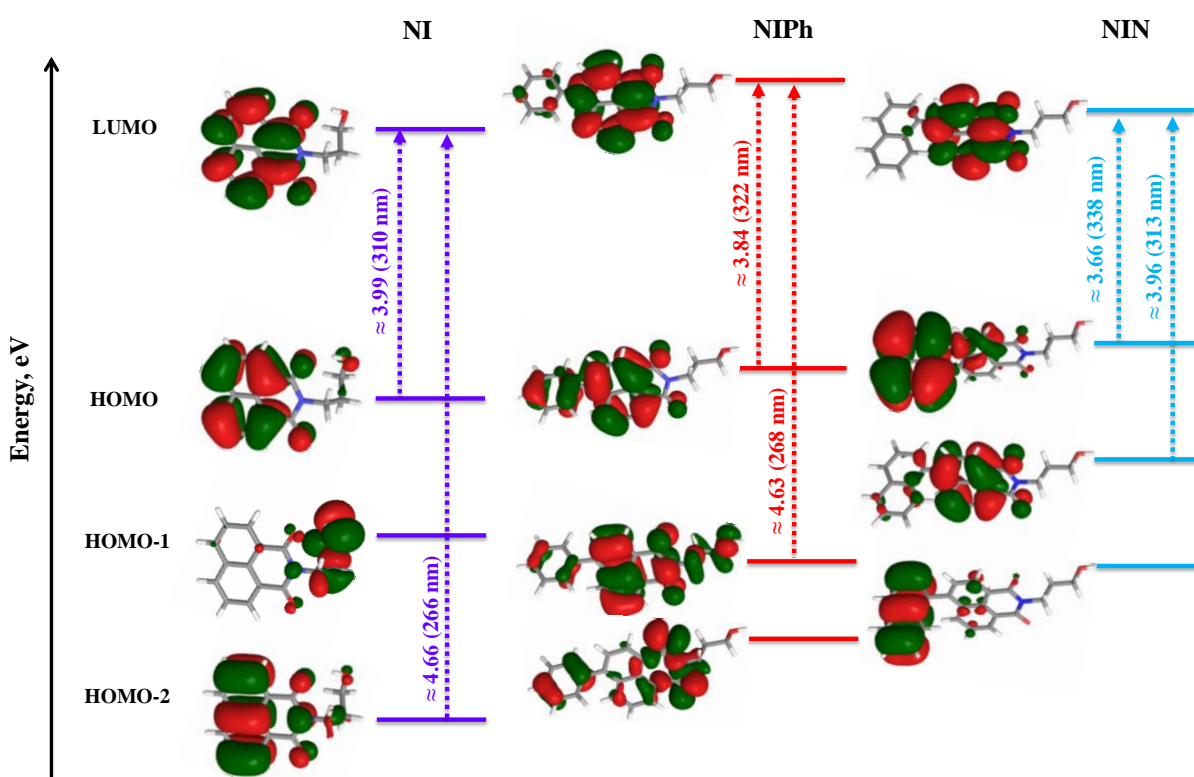 NI
NIPh
NIN
LUMO
HOMO
HOMO-1
HOMO-2
Energy, eV
≈ 3.99 (310 nm)
≈ 4.66 (266 nm)
≈ 3.84 (322 nm)
≈ 4.63 (268 nm)
≈ 3.66 (338 nm)
≈ 3.96 (313 nm)